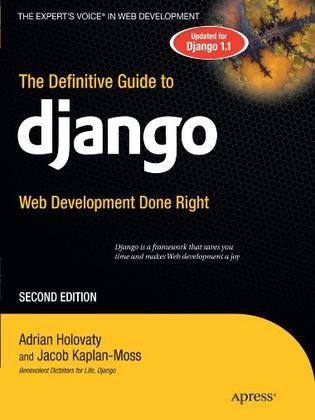 THE EXPERT'S VOICE® IN WEB DEVELOPMENT
Updated for
Django 1.1
The Definitive Guide to
django
Web Development Done Right
Django is a framework that saves you
time and makes Web development a joy
SECOND EDITION
Adrian Holovaty
and Jacob Kaplan-Moss
Benevolent Dictators for Life, Django
Apress®